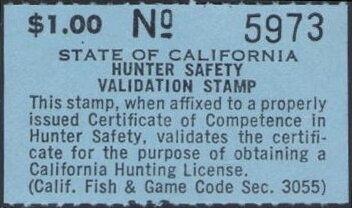 $1.00 No 5973
STATE OF CALIFORNIA
HUNTER SAFETY
VALIDATION STAMP
This stamp, when affixed to a properly
issued Certificate of Competence in
Hunter Safety, validates the certifi-
cate for the purpose of obtaining a
California Hunting License.
(Calif. Fish & Game Code Sec. 3055)